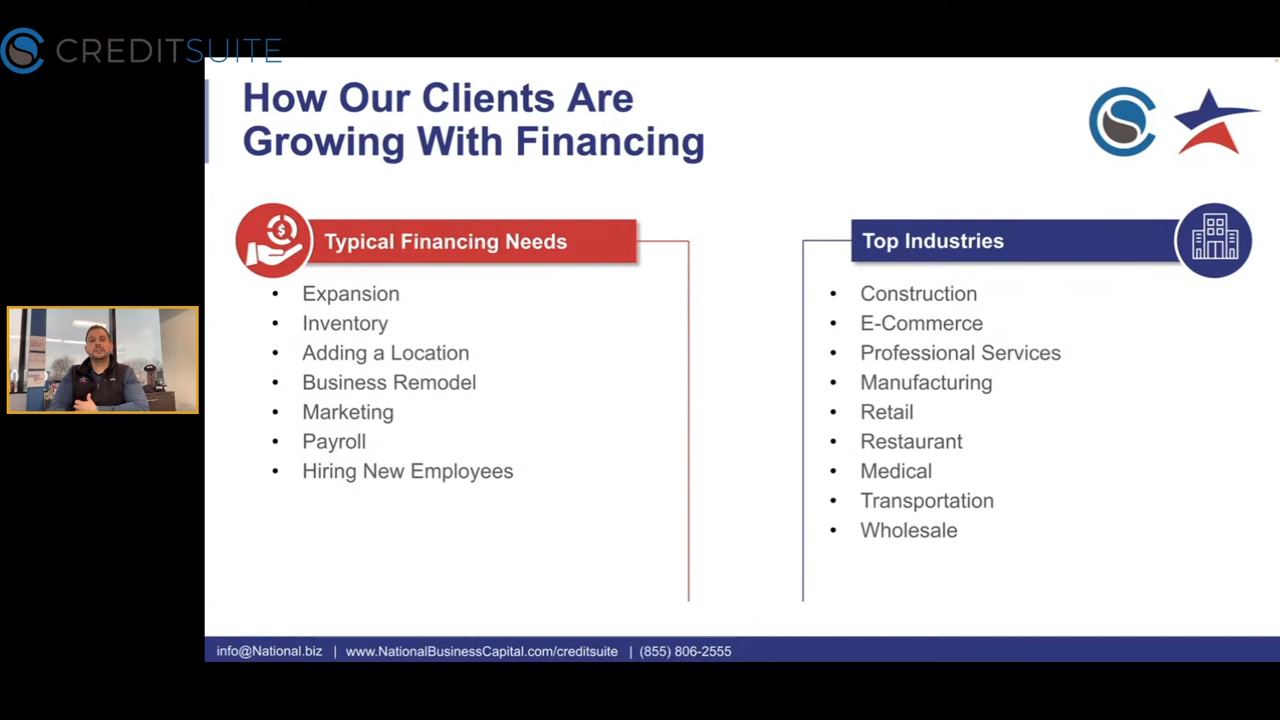 CREDITSUITE
How Our Clients Are
Growing With Financing
Typical Financing Needs
• Expansion
• Inventory
• Adding a Location
• Business Remodel
• Marketing
• Payroll
• Hiring New Employees
Top Industries
• Construction
• E-Commerce
• Professional Services
• Manufacturing
• Retail
• Restaurant
• Medical
• Transportation
• Wholesale
info@National.biz | www.NationalBusinessCapital.com/creditsuite | (855) 806-2555